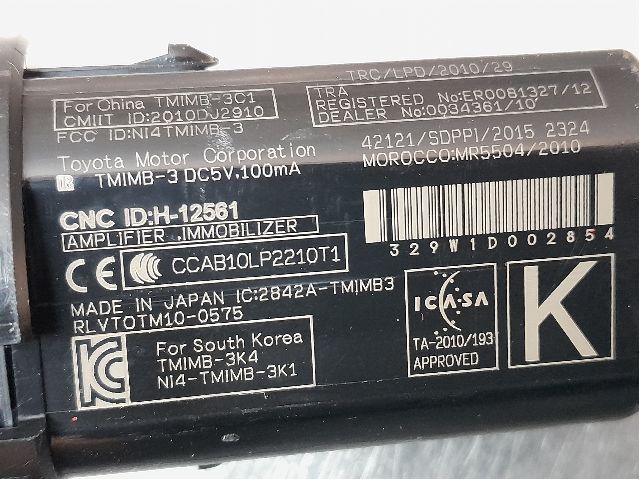 TRC/LPD/2010/29
For China TMIMB-3C1
CMIIT ID:2010DJ2910
FCC ID:NI4TMIMB-3
TRA
REGISTERED No:ER0081327/12
DEALER No:0034361/10
Toyota Motor Corporation
TMIMB-3 DC5V,100mA
42121/SDPPI/2015 2324
MOROCCO:MR5504/2010
CNC ID:H-12561
AMPLIFIER ,IMMOBILIZER
329W1D002854
CE CCC CCAB10LP2210T1
MADE IN JAPAN IC:2842A-TMIMB3
RLVTOTM10-0575
ICASA
TA-2010/193
APPROVED
K
KC
For South Korea
TMIMB-3K4
NI4-TMIMB-3K1